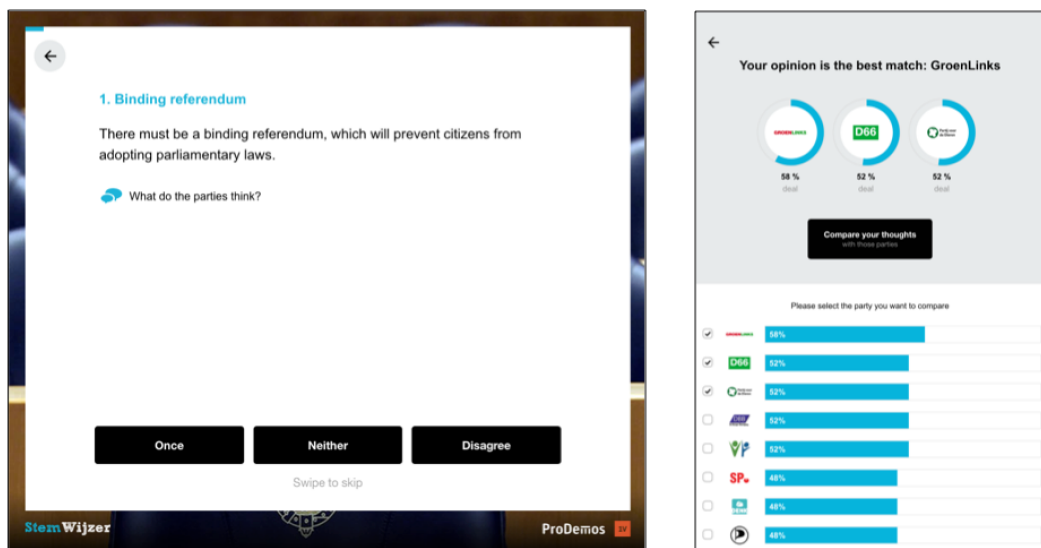 1. Binding referendum
There must be a binding referendum, which will prevent citizens from
adopting parliamentary laws.
What do the parties think?
Once
Neither
Disagree
Swipe to skip
StemWijzer
ProDemos
Your opinion is the best match: GroenLinks
GROENLINKS
D66
58 %
52 %
52 %
deal
deal
deal
Compare your thoughts
with those parties
Please select the party you want to compare
GROENLINKS
58%
D66
52%
52%
52%
52%
SP
48%
48%
48%